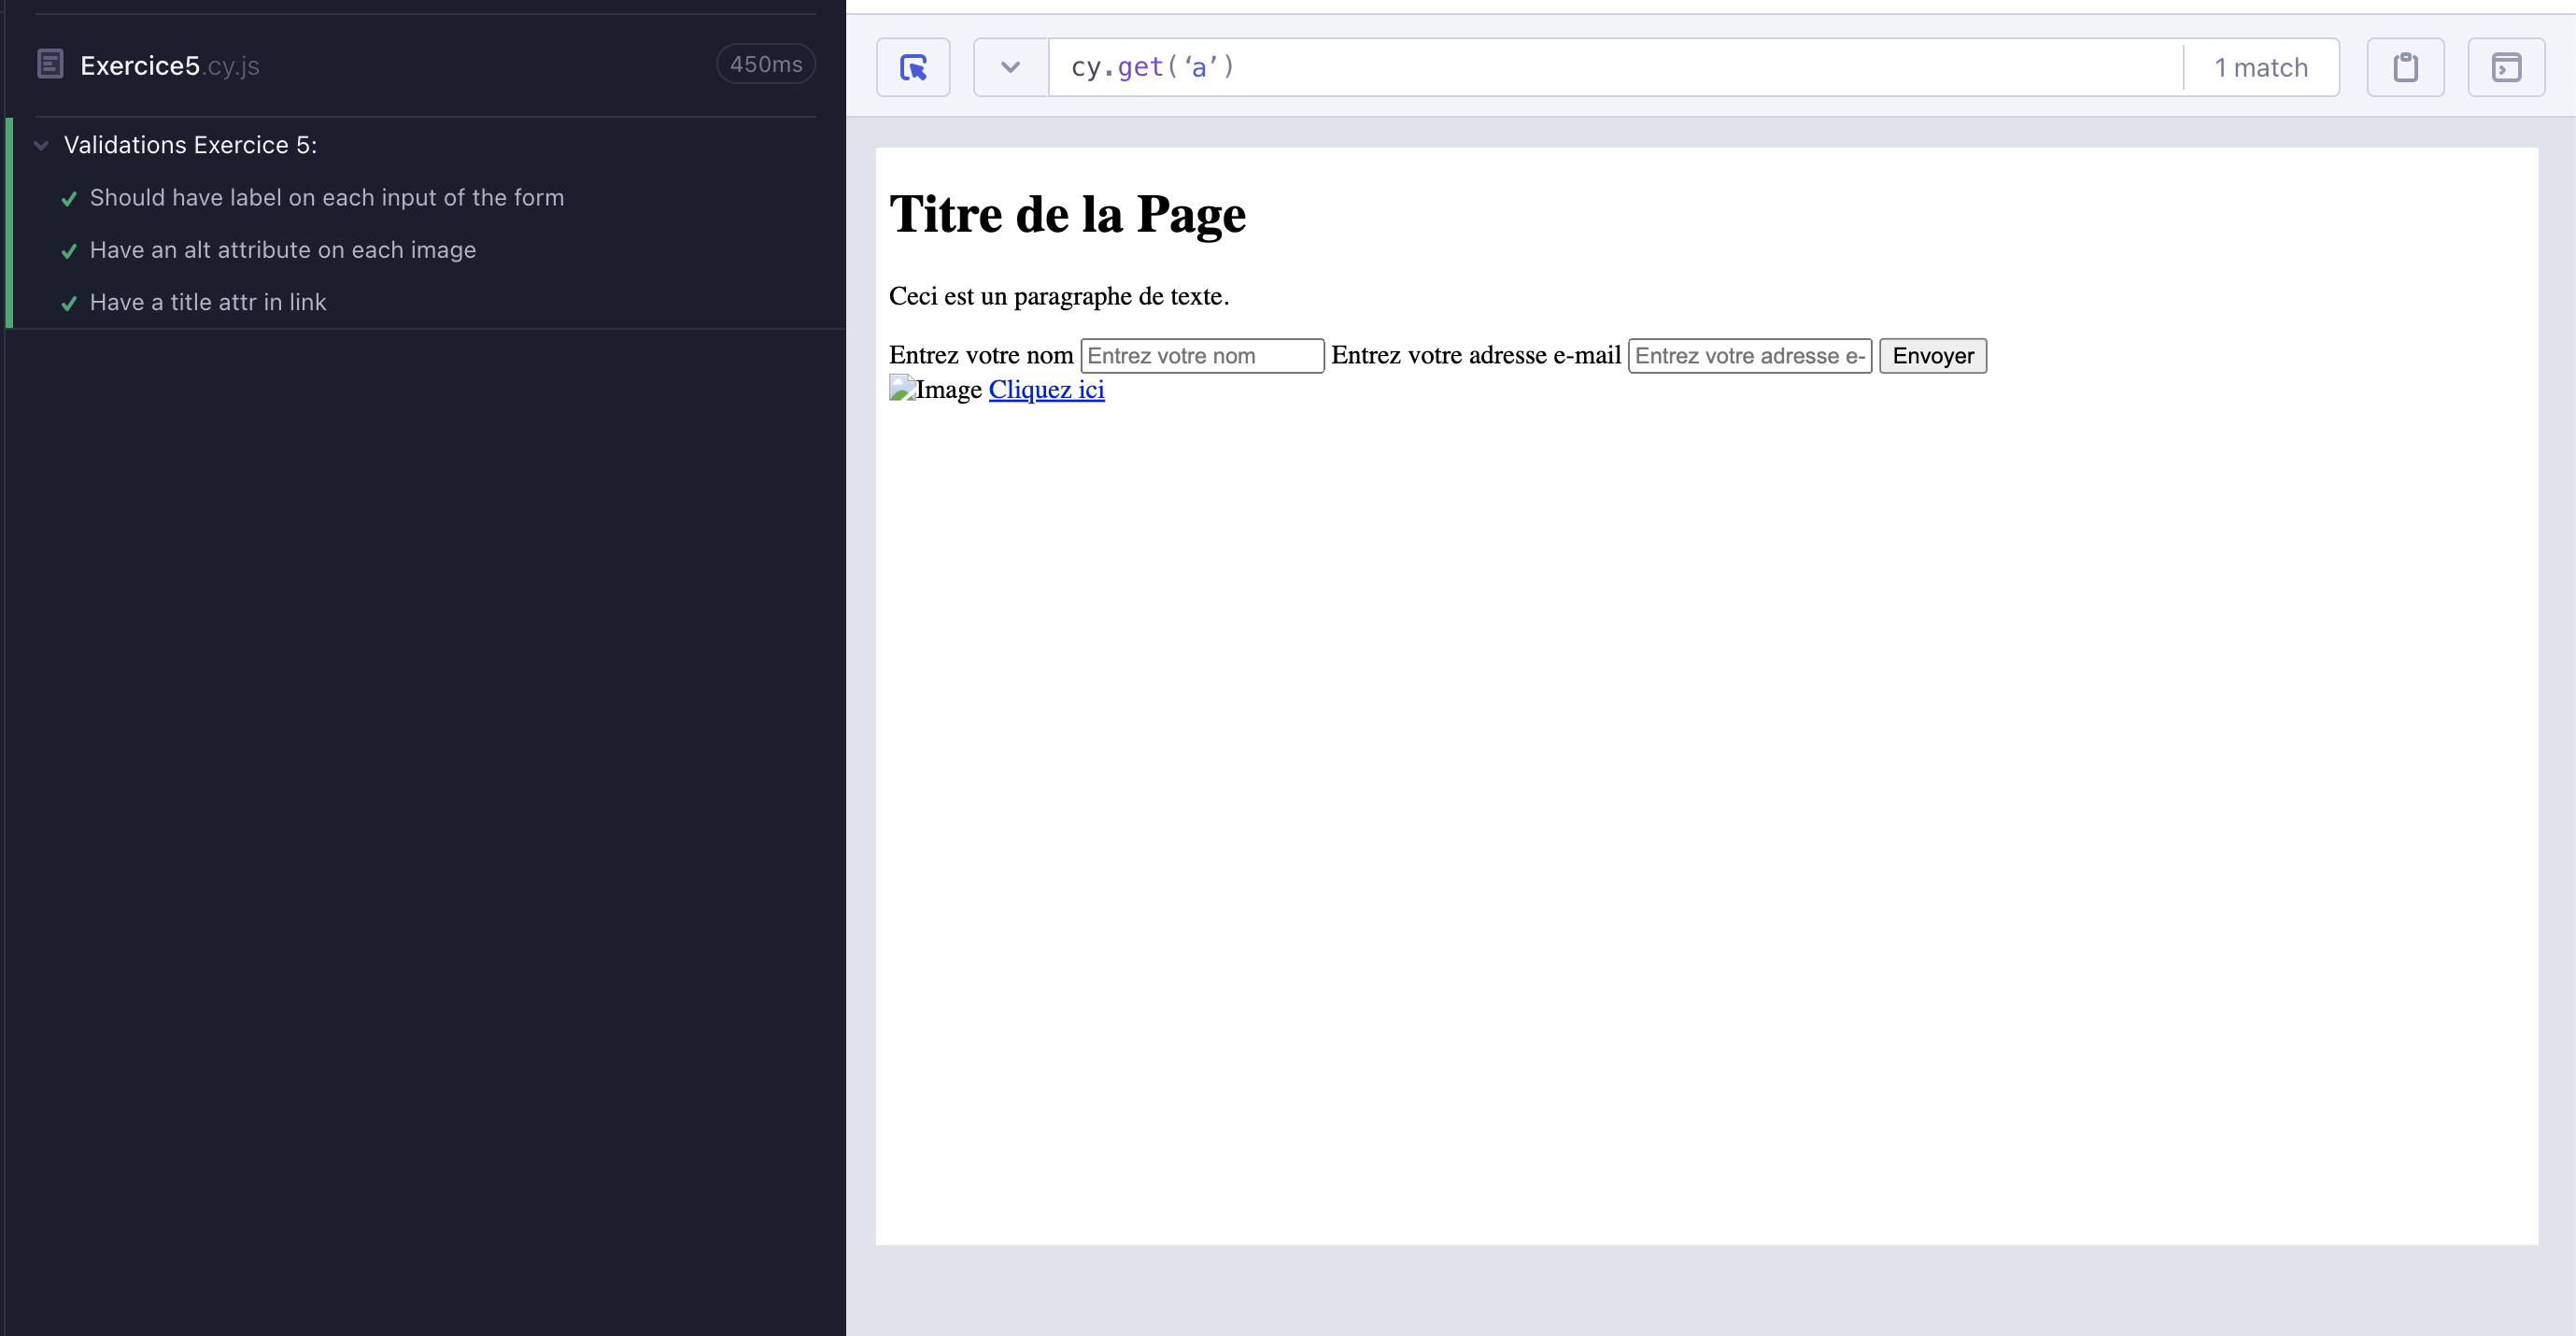 Exercice5.cy.js
450ms
Validations Exercice 5:
Should have label on each input of the form
Have an alt attribute on each image
Have a title attr in link
cy.get(‘a’)
1 match
Titre de la Page
Ceci est un paragraphe de texte.
Entrez votre nom Entrez votre nom Entrez votre adresse e-mail Entrez votre adresse e- Envoyer
Image Cliquez ici